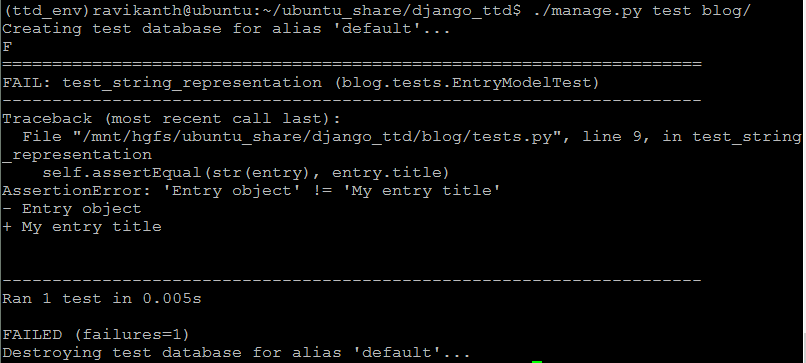 (ttd_env)ravikanth@ubuntu:~/ubuntu_share/django_ttd$ ./manage.py test blog/
Creating test database for alias 'default'...
F
======================================================================
FAIL: test_string_representation (blog.tests.EntryModelTest)
----------------------------------------------------------------------
Traceback (most recent call last):
  File "/mnt/hgfs/ubuntu_share/django_ttd/blog/tests.py", line 9, in test_string
_representation
    self.assertEqual(str(entry), entry.title)
AssertionError: 'Entry object' != 'My entry title'
- Entry object
+ My entry title
----------------------------------------------------------------------
Ran 1 test in 0.005s
FAILED (failures=1)
Destroying test database for alias 'default'...